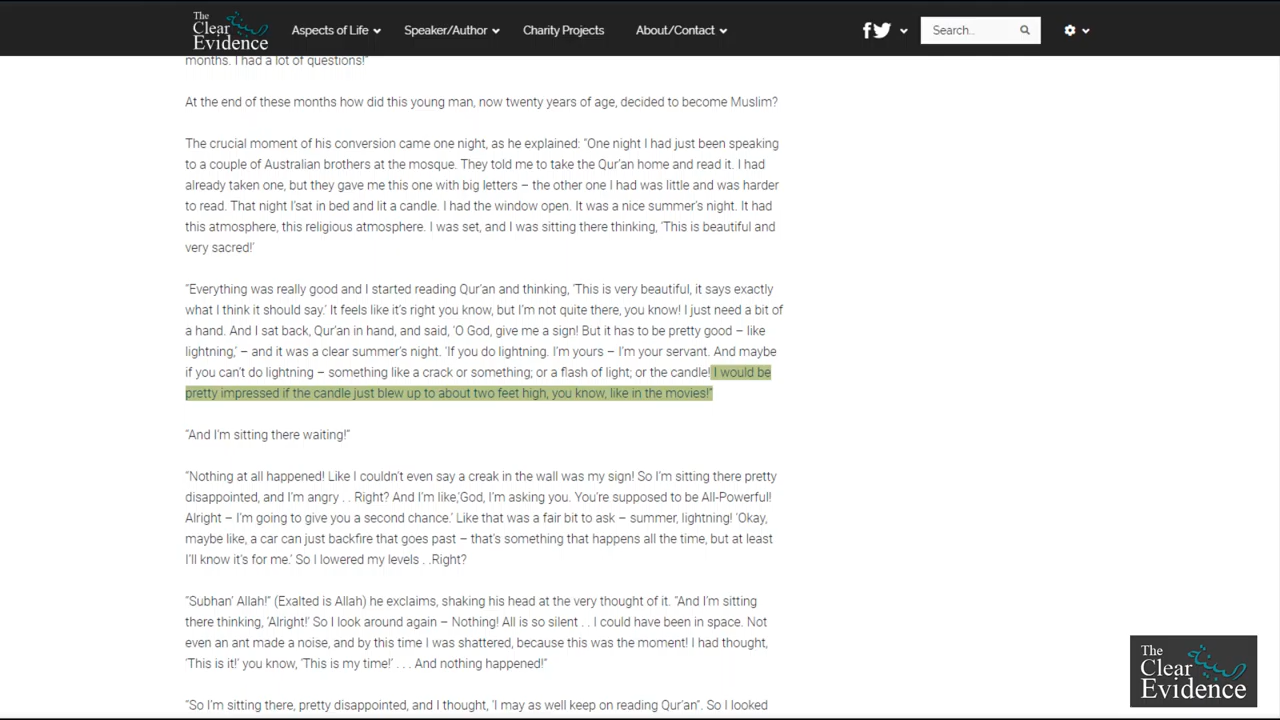 The
Clear
Evidence
Aspects of Life
Speaker/Author
Charity Projects
About/Contact
Search...
months. I had a lot of questions!”
At the end of these months how did this young man, now twenty years of age, decided to become Muslim?
The crucial moment of his conversion came one night, as he explained: “One night I had just been speaking
to a couple of Australian brothers at the mosque. They told me to take the Qur’an home and read it. I had
already taken one, but they gave me this one with big letters – the other one I had was little and was harder
to read. That night I’sat in bed and lit a candle. I had the window open. It was a nice summer’s night. It had
this atmosphere, this religious atmosphere. I was set, and I was sitting there thinking, ‘This is beautiful and
very sacred!’
“Everything was really good and I started reading Qur’an and thinking, ‘This is very beautiful, it says exactly
what I think it should say.’ It feels like it’s right you know, but I’m not quite there, you know! I just need a bit of
a hand. And I sat back, Qur’an in hand, and said, ‘O God, give me a sign! But it has to be pretty good – like
lightning,’ – and it was a clear summer’s night. ‘If you do lightning. I’m yours – I’m your servant. And maybe
if you can’t do lightning – something like a crack or something; or a flash of light; or the candle! I would be
pretty impressed if the candle just blew up to about two feet high, you know, like in the movies!”
“And I’m sitting there waiting!”
“Nothing at all happened! Like I couldn’t even say a creak in the wall was my sign! So I’m sitting there pretty
disappointed, and I’m angry . . Right? And I’m like,’God, I’m asking you. You’re supposed to be All-Powerful!
Alright – I’m going to give you a second chance.’ Like that was a fair bit to ask – summer, lightning! ‘Okay,
maybe like, a car can just backfire that goes past – that’s something that happens all the time, but at least
I’ll know it’s for me.’ So I lowered my levels . .Right?
“Subhan’ Allah!” (Exalted is Allah) he exclaims, shaking his head at the very thought of it. “And I’m sitting
there thinking, ‘Alright!’ So I look around again – Nothing! All is so silent . . I could have been in space. Not
even an ant made a noise, and by this time I was shattered, because this was the moment! I had thought,
‘This is it!’ you know, ‘This is my time!’ . . . And nothing happened!”
“So I’m sitting there, pretty disappointed, and I thought, ‘I may as well keep on reading Qur’an”. So I looked
The
Clear
Evidence